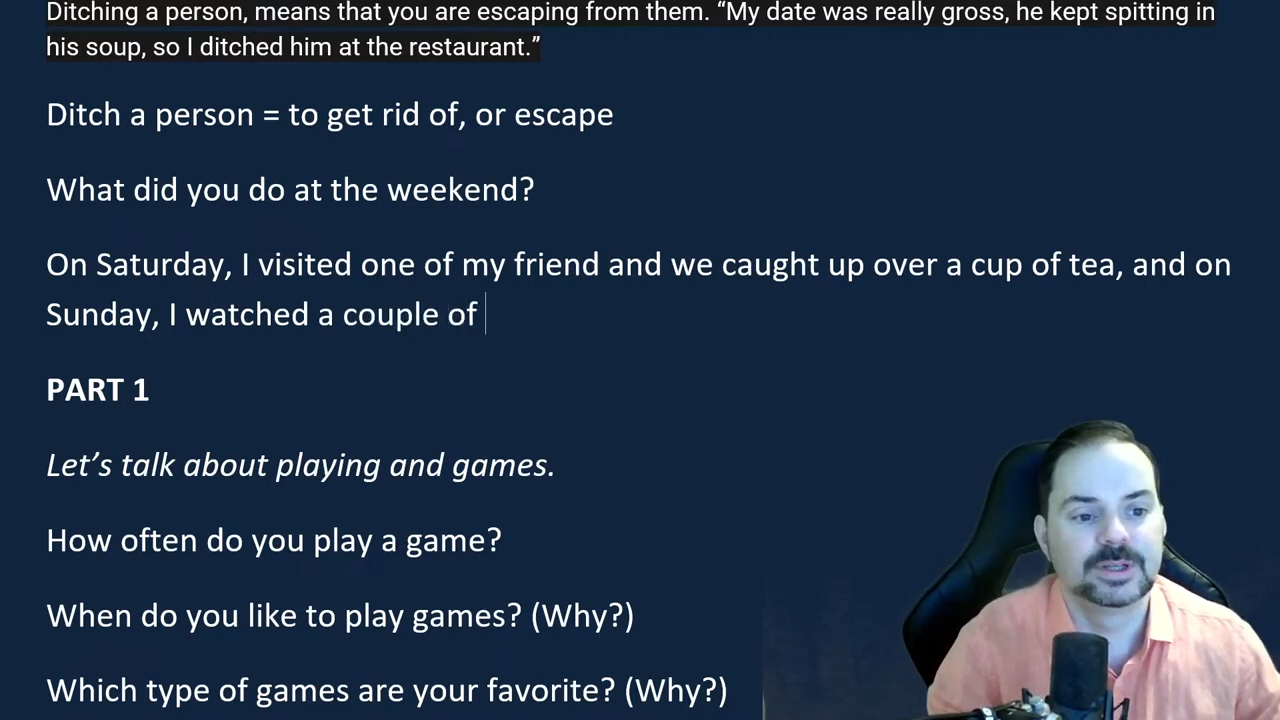 Ditching a person, means that you are escaping from them. “My date was really gross, he kept spitting in
his soup, so I ditched him at the restaurant.”
Ditch a person = to get rid of, or escape
What did you do at the weekend?
On Saturday, I visited one of my friend and we caught up over a cup of tea, and on
Sunday, I watched a couple of
PART 1
Let’s talk about playing and games.
How often do you play a game?
When do you like to play games? (Why?)
Which type of games are your favorite? (Why?)